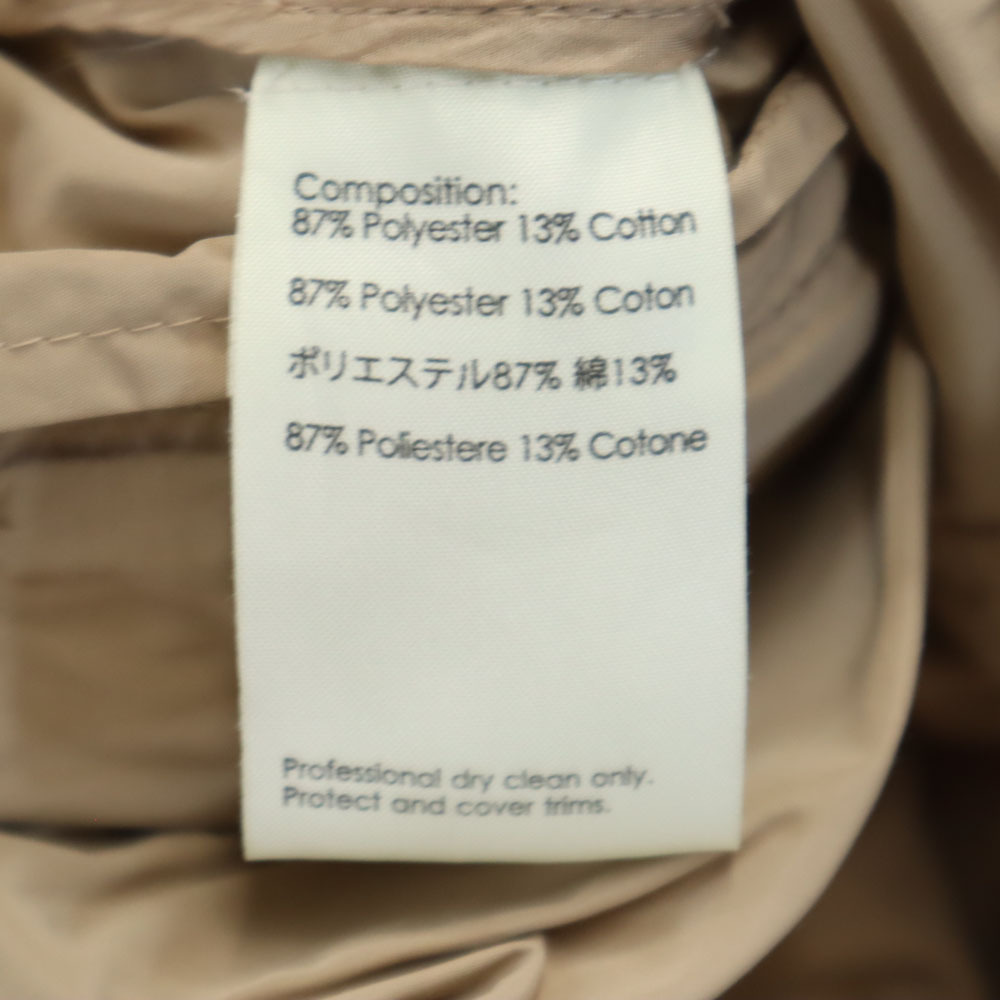 Composition:
87% Polyester 13% Cotton
87% Polyester 13% Coton
ポリエステル87% 綿13%
87% Poliestere 13% Cotone
Professional dry clean only.
Protect and cover trims.